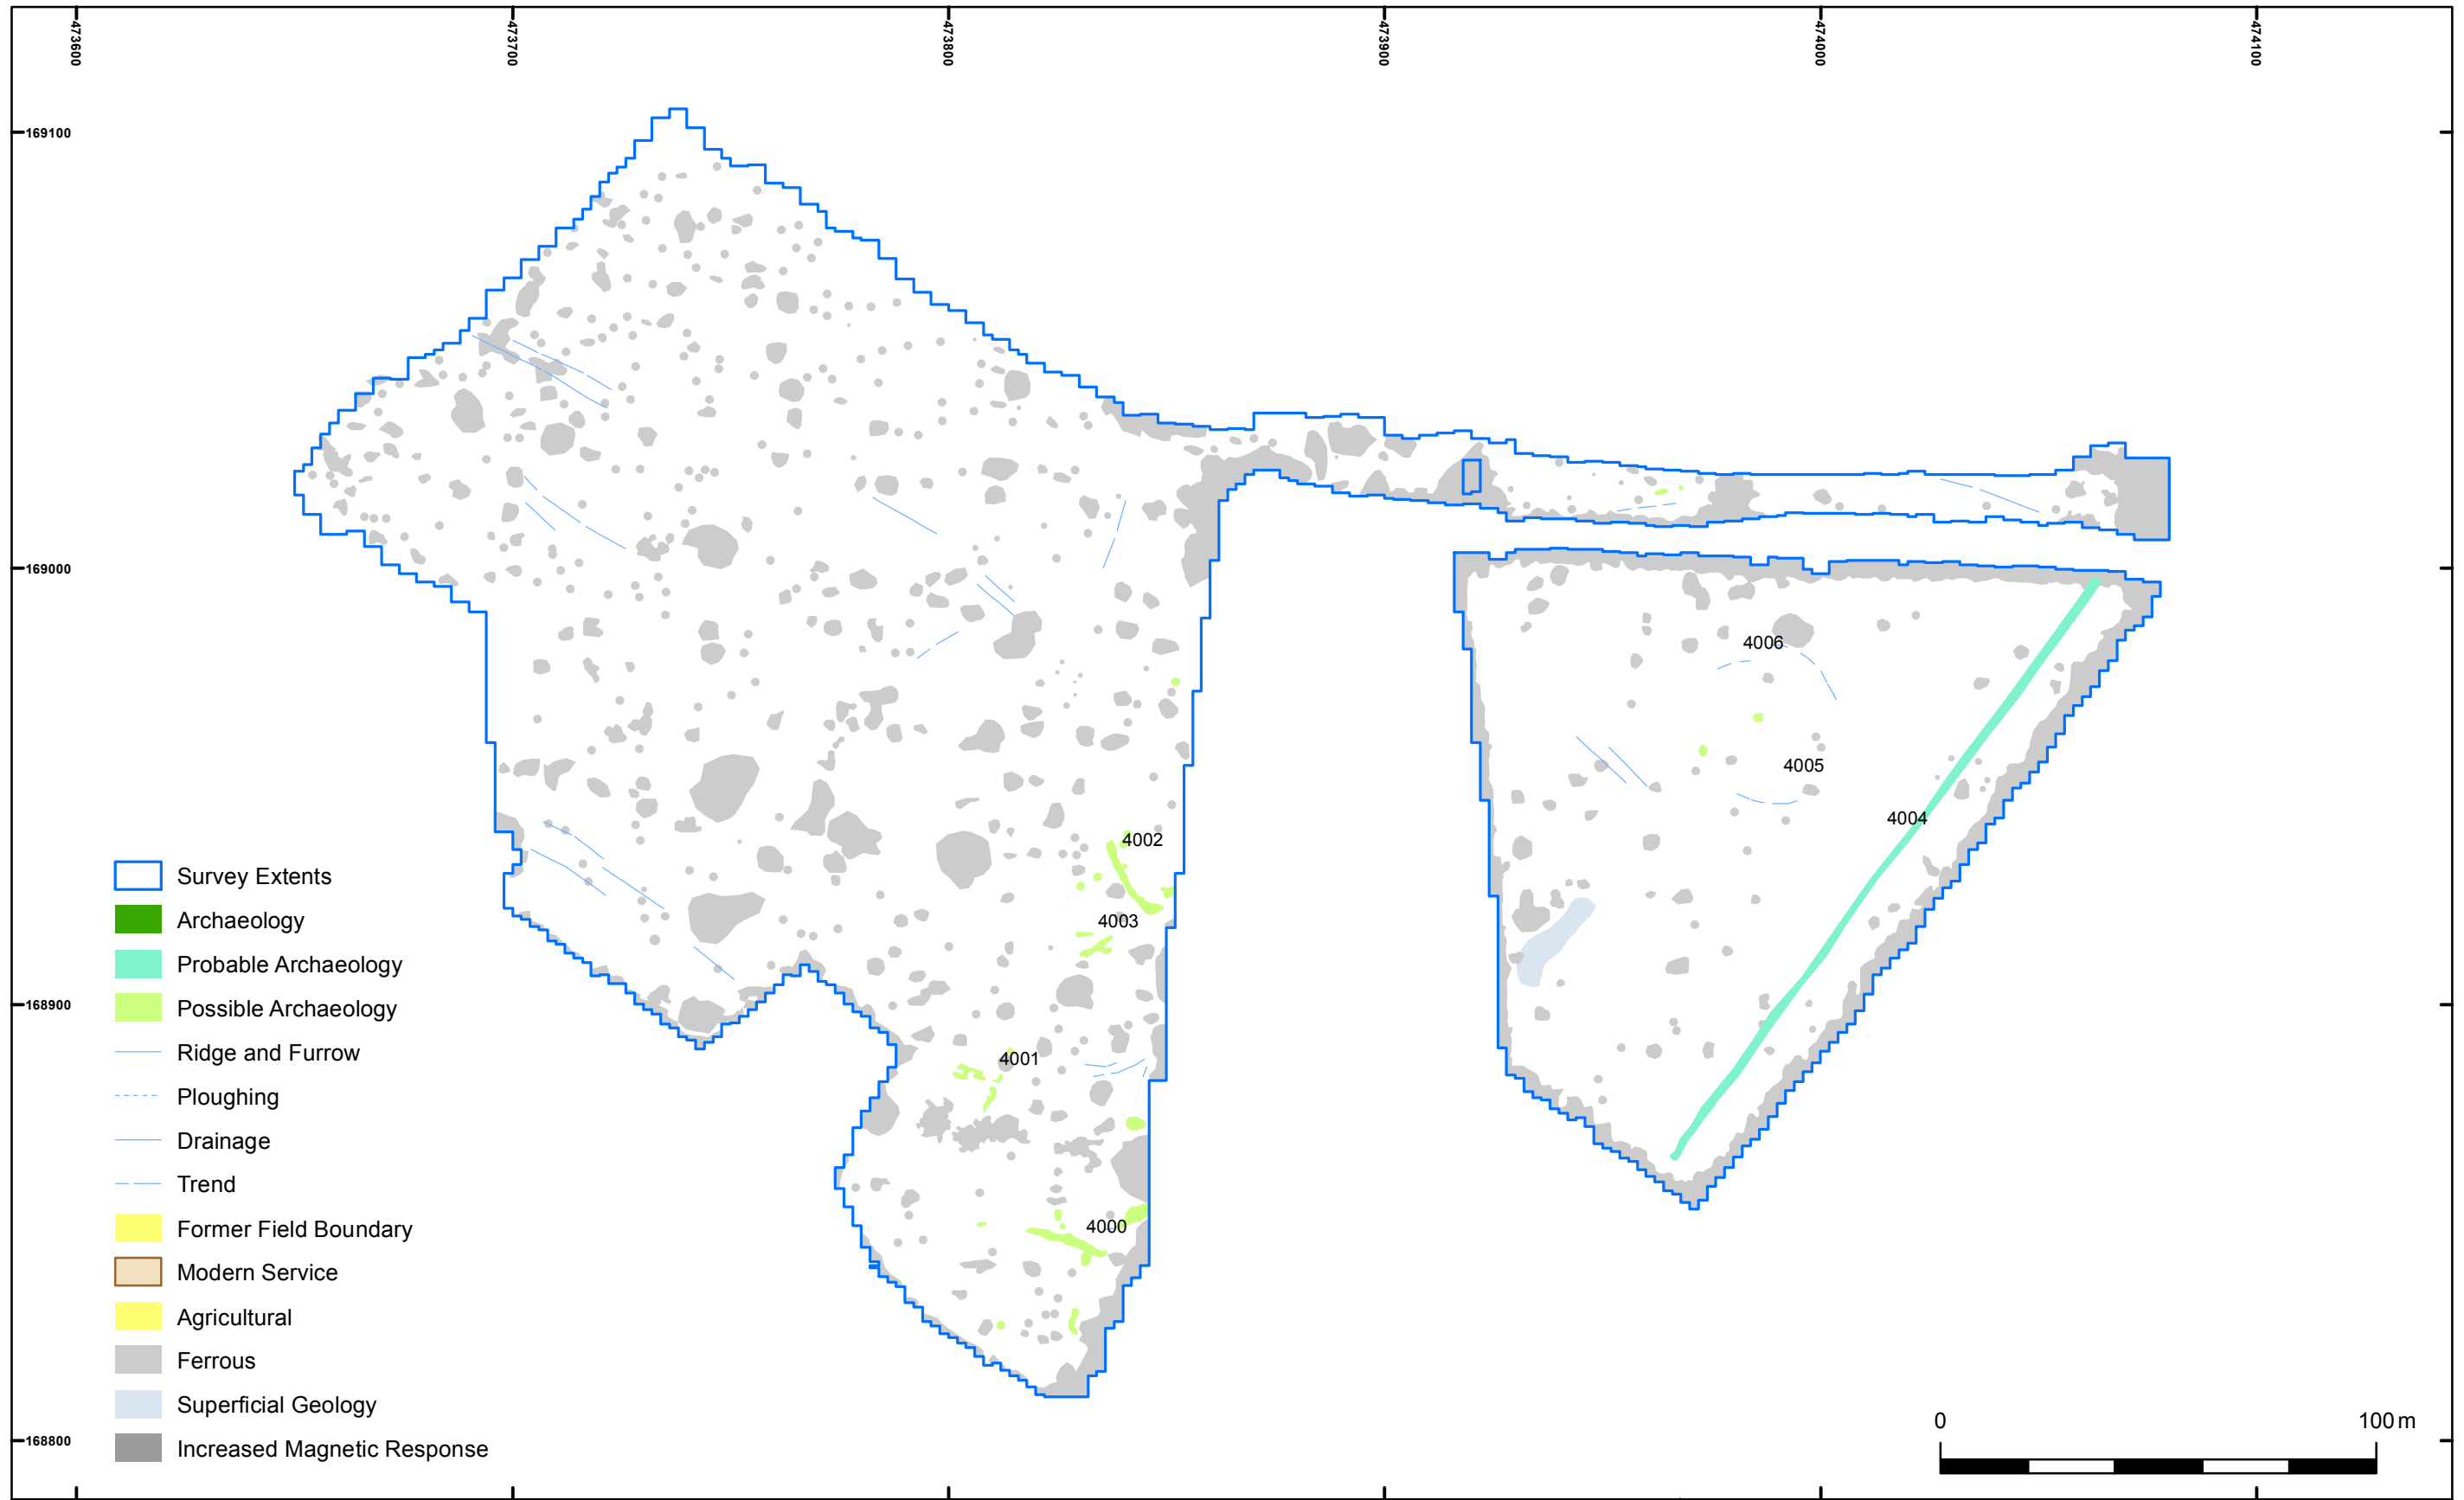 473600
473700
473800
473900
474000
474100
169100
169000
168900
168800
4006
4005
4004
4002
4003
4001
4000
Survey Extents
Archaeology
Probable Archaeology
Possible Archaeology
Ridge and Furrow
Ploughing
Drainage
Trend
Former Field Boundary
Modern Service
Agricultural
Ferrous
Superficial Geology
Increased Magnetic Response
0 100 m